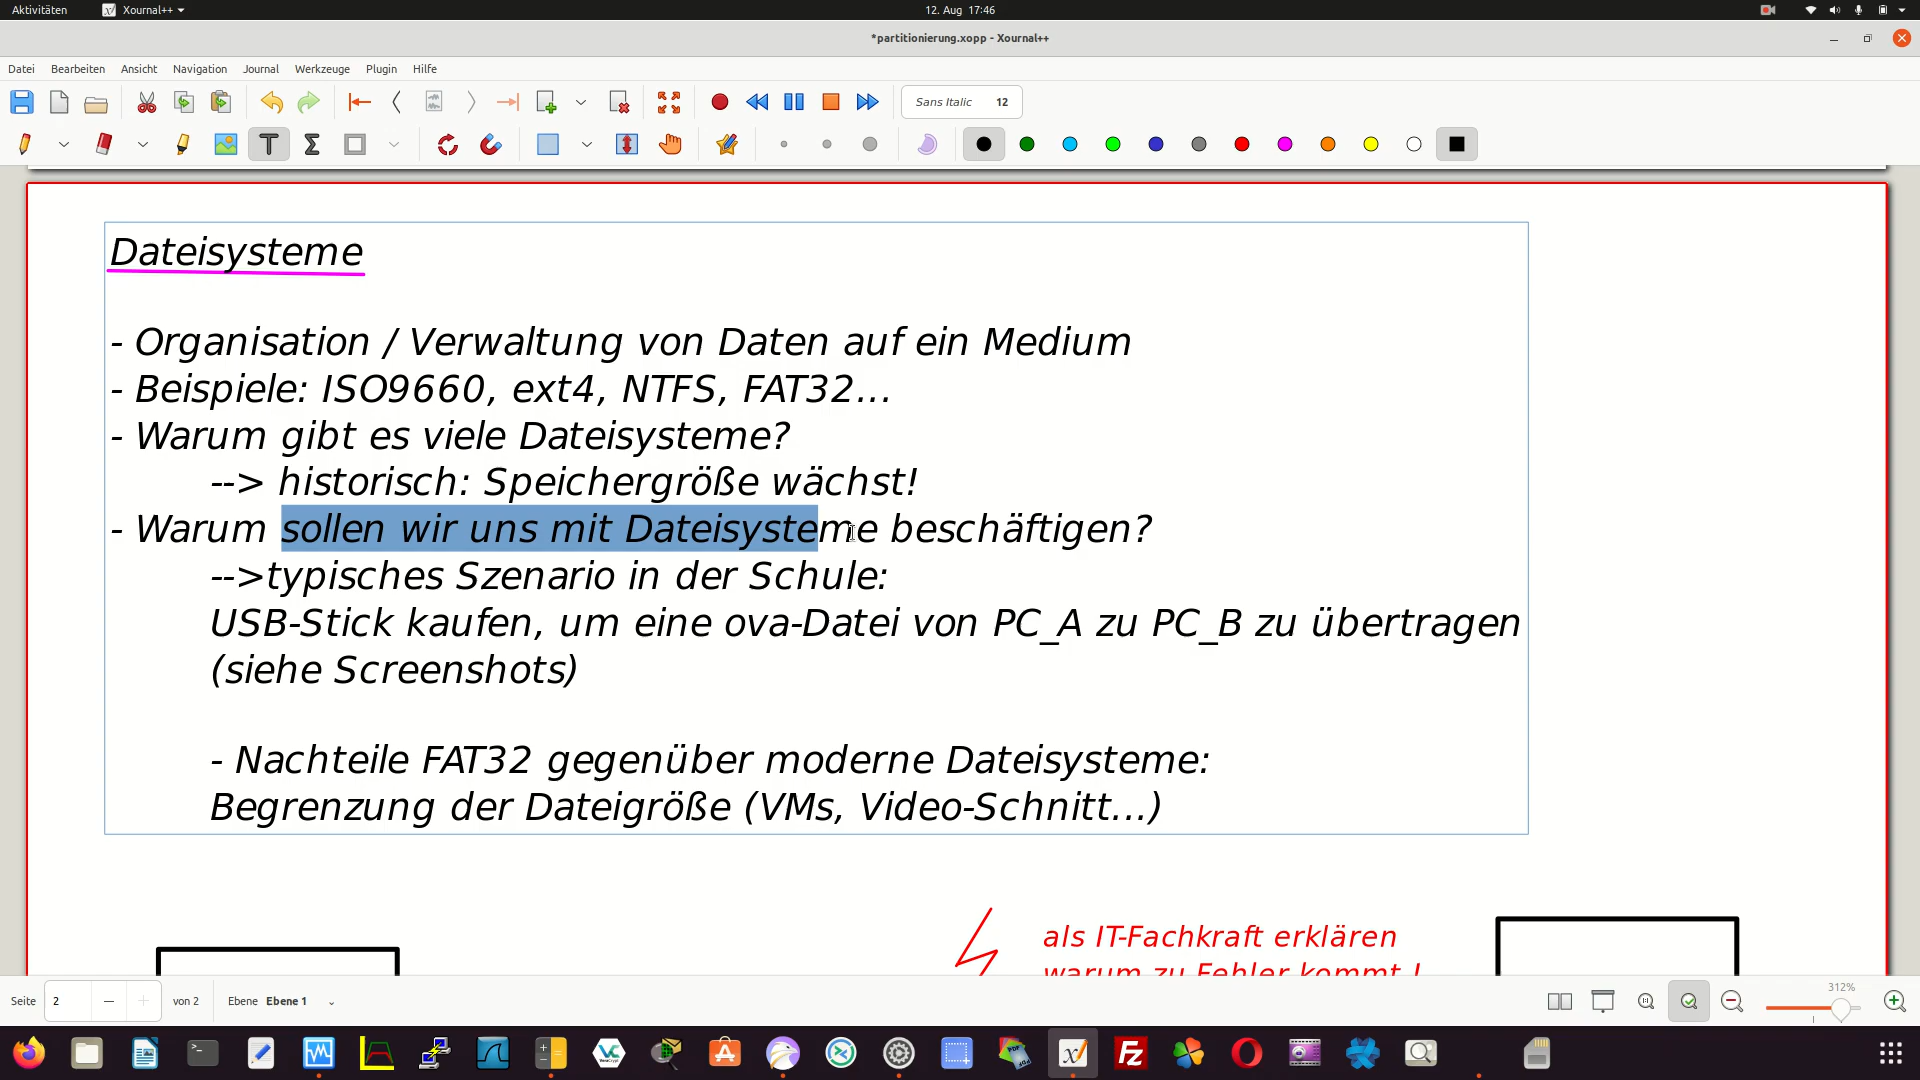 Aktivitäten
Xournal++
12. Aug 17:46
*partitionierung.xopp - Xournal++
Datei Bearbeiten Ansicht Navigation Journal Werkzeuge Plugin Hilfe
Sans Italic 12
Dateisysteme
- Organisation / Verwaltung von Daten auf ein Medium
- Beispiele: ISO9660, ext4, NTFS, FAT32...
- Warum gibt es viele Dateisysteme?
--> historisch: Speichergröße wächst!
- Warum sollen wir uns mit Dateisysteme beschäftigen?
-->typisches Szenario in der Schule:
USB-Stick kaufen, um eine ova-Datei von PC_A zu PC_B zu übertragen
(siehe Screenshots)
- Nachteile FAT32 gegenüber moderne Dateisysteme:
Begrenzung der Dateigröße (VMs, Video-Schnitt...)
als IT-Fachkraft erklären
warum zu Fehler kommt !
Seite 2 von 2 Ebene Ebene 1
312%